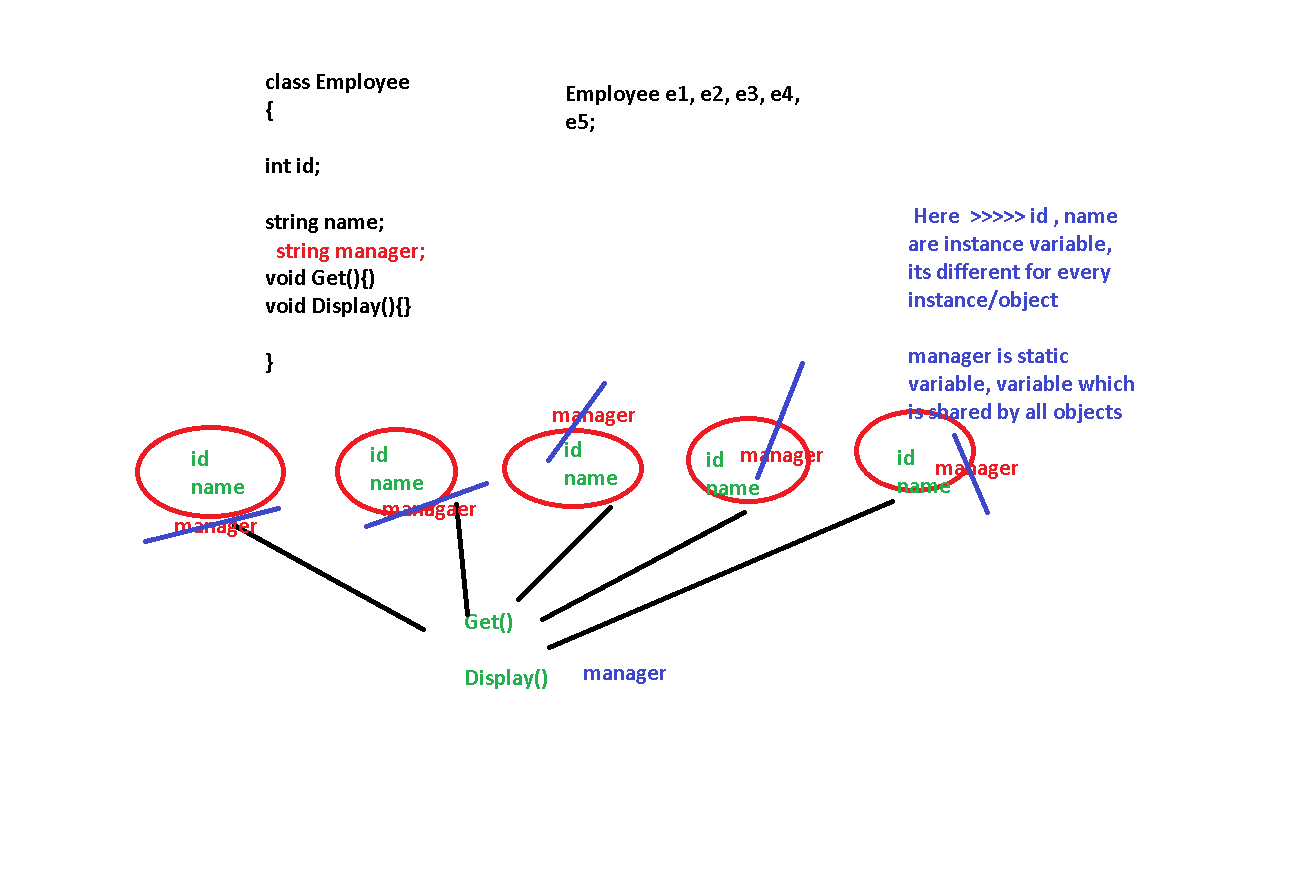 class Employee
{
int id;
string name;
string manager;
void Get(){)
void Display(){}
}
Employee e1, e2, e3, e4,
e5;
Here >>>>> id , name
are instance variable,
its different for every
instance/object
manager is static
variable, variable which
is shared by all objects
id
name
manager
id
name
managaer
manager
id
name
id
manager
name
id
manager
name
Get()
Display()
manager